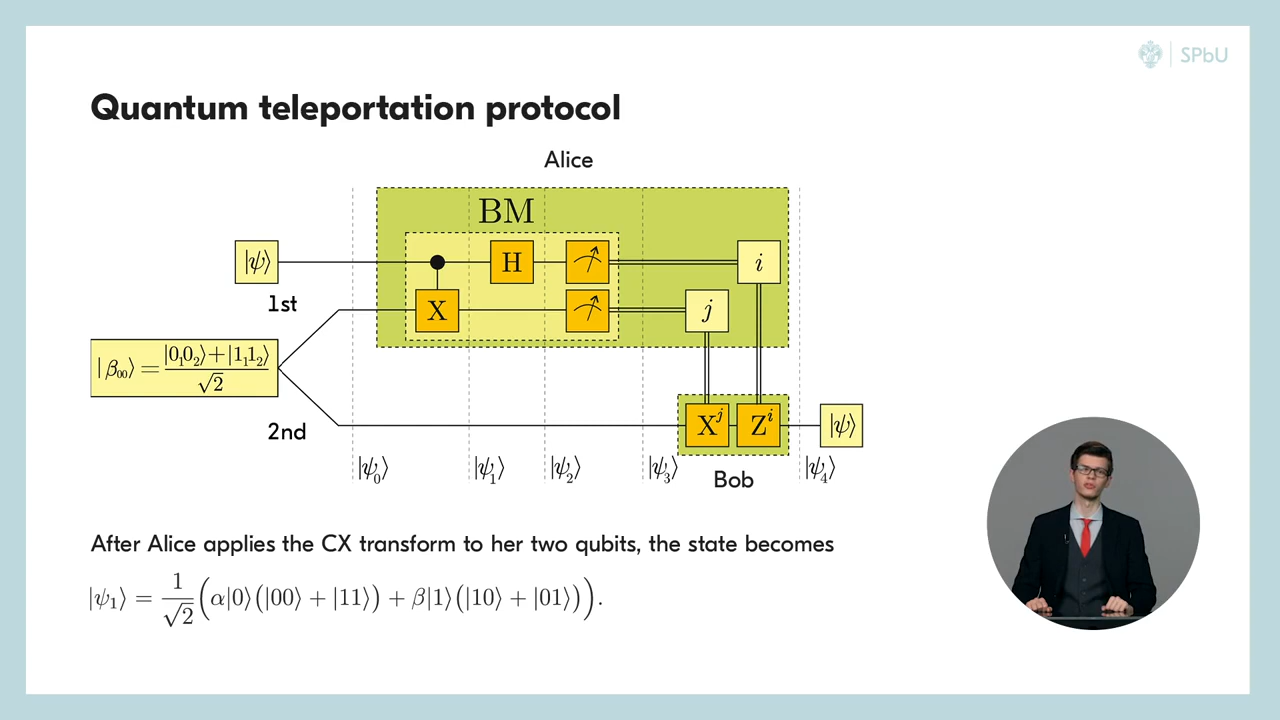 SPbU
Quantum teleportation protocol
Alice
BM
|ψ⟩
H
i
1st
X
j
|β₀₀⟩ = (|0₁0₂⟩+|1₁1₂⟩)/√2
2nd
Xʲ
Zⁱ
|ψ⟩
|ψ₀⟩
|ψ₁⟩
|ψ₂⟩
|ψ₃⟩
Bob
|ψ₄⟩
After Alice applies the CX transform to her two qubits, the state becomes
|ψ₁⟩ = 1/√2 (α|0⟩(|00⟩ + |11⟩) + β|1⟩(|10⟩ + |01⟩)).